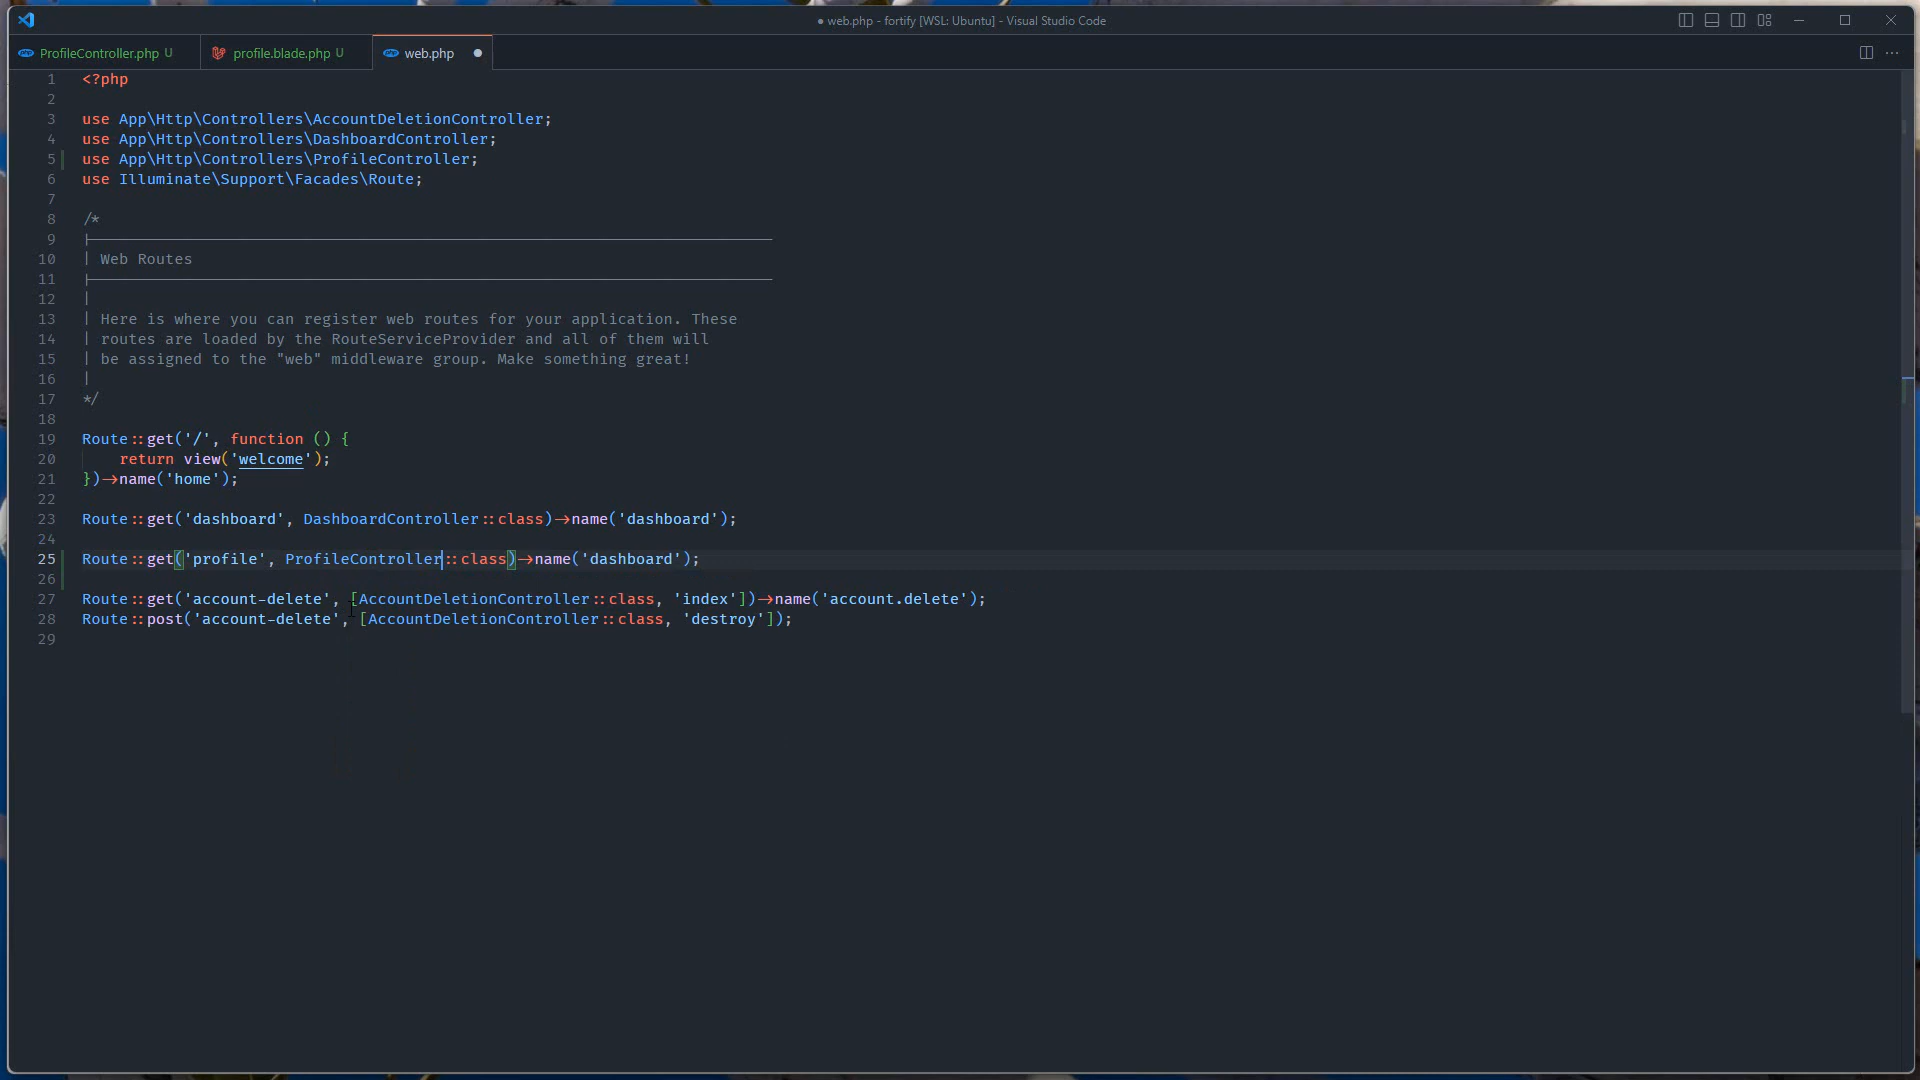 ● web.php - fortify [WSL: Ubuntu] - Visual Studio Code
ProfileController.php U
profile.blade.php U
web.php ●
1 <?php
2
3 use App\Http\Controllers\AccountDeletionController;
4 use App\Http\Controllers\DashboardController;
5 use App\Http\Controllers\ProfileController;
6 use Illuminate\Support\Facades\Route;
7
8 /*
9 |--------------------------------------------------------------------------
10 | Web Routes
11 |--------------------------------------------------------------------------
12 |
13 | Here is where you can register web routes for your application. These
14 | routes are loaded by the RouteServiceProvider and all of them will
15 | be assigned to the "web" middleware group. Make something great!
16 |
17 */
18
19 Route::get('/', function () {
20     return view('welcome');
21 })->name('home');
22
23 Route::get('dashboard', DashboardController::class)->name('dashboard');
24
25 Route::get('profile', ProfileController::class)->name('dashboard');
26
27 Route::get('account-delete', [AccountDeletionController::class, 'index'])->name('account.delete');
28 Route::post('account-delete', [AccountDeletionController::class, 'destroy']);
29